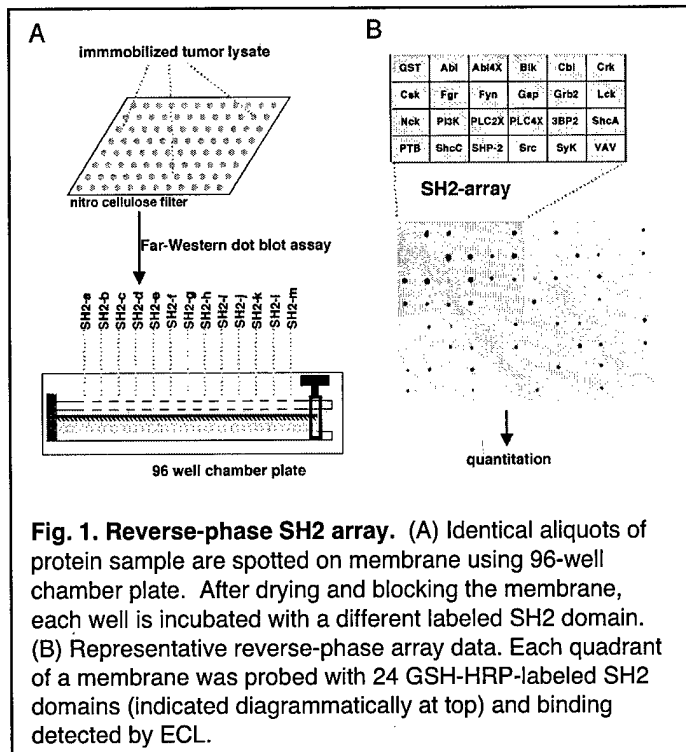 A
immmobilized tumor lysate
nitro cellulose filter
Far-Western dot blot assay
SH2-a
SH2-b
SH2-c
SH2-d
SH2-e
SH2-f
SH2-g
SH2-h
SH2-i
SH2-j
SH2-k
SH2-l
SH2-m
96 well chamber plate
B
GST Abl Abl4X Blk Cbl Crk
Csk Fgr Fyn Gap Grb2 Lck
Nck PI3K PLC2X PLC4X 3BP2 ShcA
PTB ShcC SHP-2 Src SyK VAV
SH2-array
quantitation
Fig. 1. Reverse-phase SH2 array. (A) Identical aliquots of
protein sample are spotted on membrane using 96-well
chamber plate. After drying and blocking the membrane,
each well is incubated with a different labeled SH2 domain.
(B) Representative reverse-phase array data. Each quadrant
of a membrane was probed with 24 GSH-HRP-labeled SH2
domains (indicated diagrammatically at top) and binding
detected by ECL.